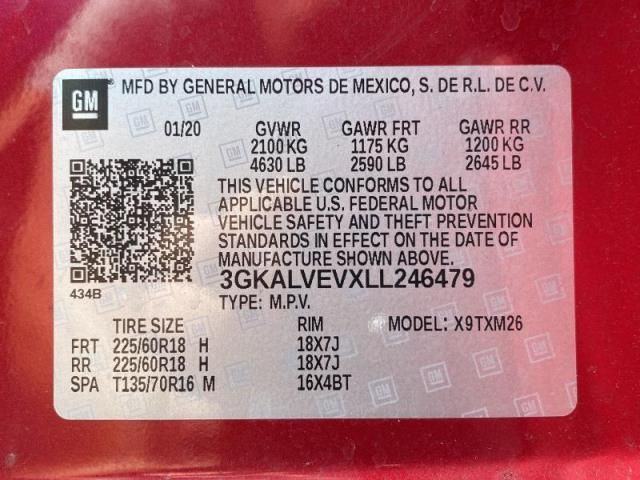 GM
MFD BY GENERAL MOTORS DE MEXICO, S. DE R.L. DE C.V.
01/20 GVWR GAWR FRT GAWR RR
2100 KG 1175 KG 1200 KG
4630 LB 2590 LB 2645 LB
THIS VEHICLE CONFORMS TO ALL
APPLICABLE U.S. FEDERAL MOTOR
VEHICLE SAFETY AND THEFT PREVENTION
STANDARDS IN EFFECT ON THE DATE OF
MANUFACTURE SHOWN ABOVE.
3GKALVEVXLL246479
434B
TYPE: M.P.V.
TIRE SIZE RIM MODEL: X9TXM26
FRT 225/60R18 H 18X7J
RR 225/60R18 H 18X7J
SPA T135/70R16 M 16X4BT